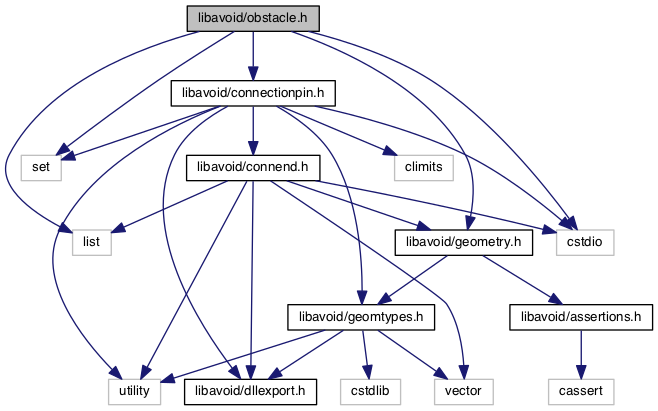 libavoid/obstacle.h
libavoid/connectionpin.h
set
libavoid/connend.h
climits
list
libavoid/geometry.h
cstdio
libavoid/geomtypes.h
libavoid/assertions.h
utility
libavoid/dllexport.h
cstdlib
vector
cassert